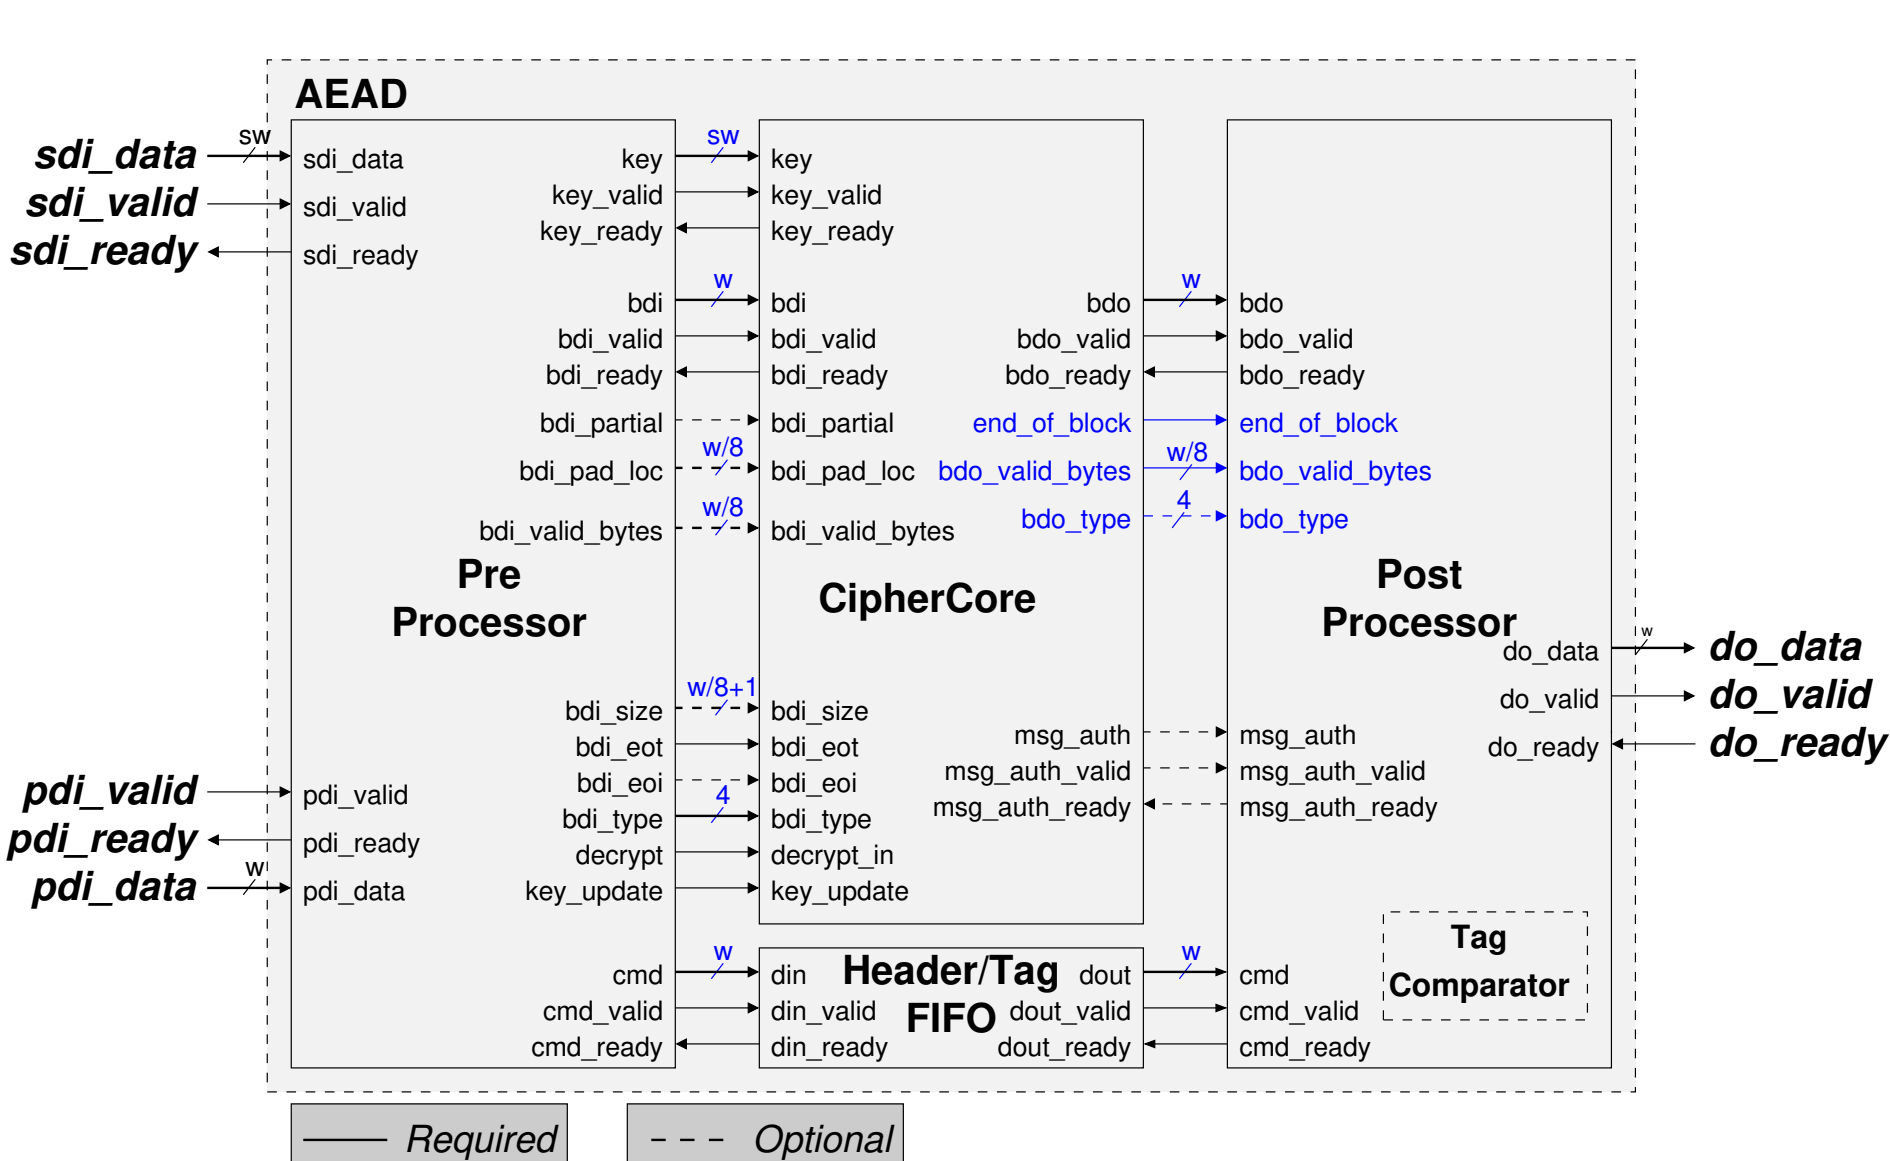 AEAD
sdi_data
sdi_valid
sdi_ready
sw
pdi_valid
pdi_ready
pdi_data
w
sdi_data
sdi_valid
sdi_ready
Pre
Processor
pdi_valid
pdi_ready
pdi_data
key
key_valid
key_ready
bdi
bdi_valid
bdi_ready
bdi_partial
bdi_pad_loc
bdi_valid_bytes
bdi_size
bdi_eot
bdi_eoi
bdi_type
decrypt
key_update
cmd
cmd_valid
cmd_ready
sw
w
w/8
w/8
w/8+1
4
w
key
key_valid
key_ready
bdi
bdi_valid
bdi_ready
bdi_partial
bdi_pad_loc
bdi_valid_bytes
CipherCore
bdi_size
bdi_eot
bdi_eoi
bdi_type
decrypt_in
key_update
bdo
bdo_valid
bdo_ready
end_of_block
bdo_valid_bytes
bdo_type
msg_auth
msg_auth_valid
msg_auth_ready
din
din_valid
din_ready
Header/Tag
FIFO
dout
dout_valid
dout_ready
w
w/8
4
w
bdo
bdo_valid
bdo_ready
end_of_block
bdo_valid_bytes
bdo_type
Post
Processor
msg_auth
msg_auth_valid
msg_auth_ready
cmd
cmd_valid
cmd_ready
Tag
Comparator
do_data
do_valid
do_ready
w
do_data
do_valid
do_ready
Required
Optional